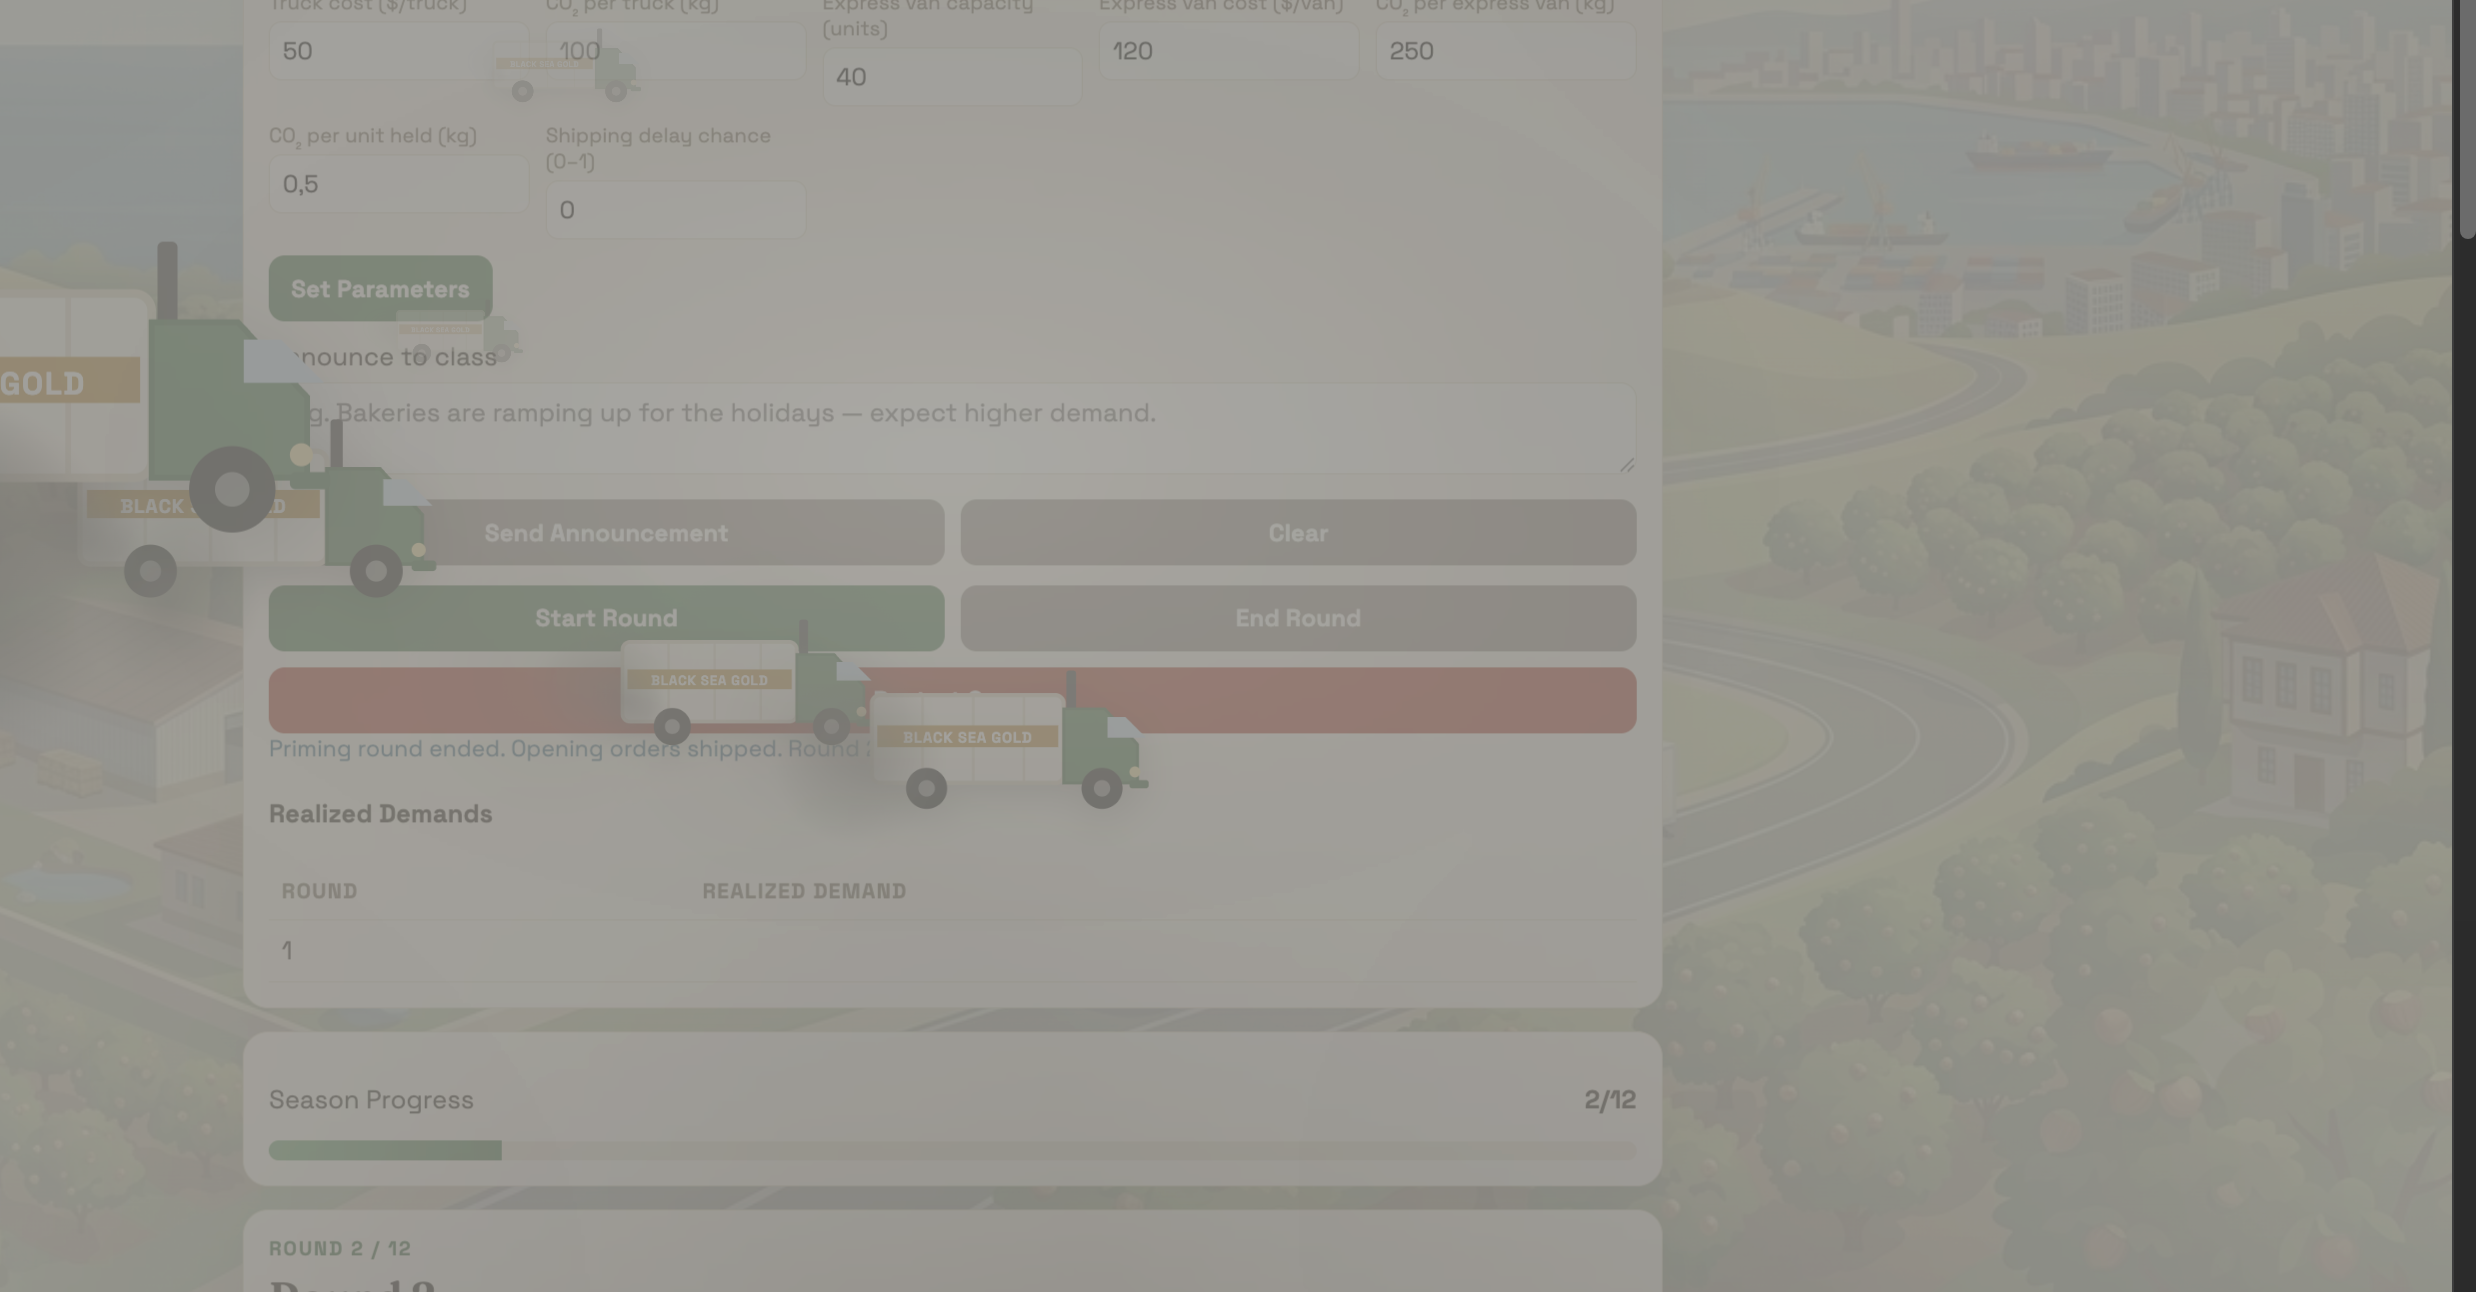 Truck cost ($/truck)
CO₂ per truck (kg)
Express van capacity
(units)
Express van cost ($/van)
CO₂ per express van (kg)
50
100
40
120
250
CO₂ per unit held (kg)
Shipping delay chance
(0–1)
0,5
0
Set Parameters
nnounce to class
g. Bakeries are ramping up for the holidays — expect higher demand.
GOLD
BLACK
Send Announcement
Clear
Start Round
End Round
BLACK SEA GOLD
BLACK SEA GOLD
Priming round ended. Opening orders shipped. Round
Realized Demands
ROUND
REALIZED DEMAND
1
Season Progress
2/12
ROUND 2 / 12